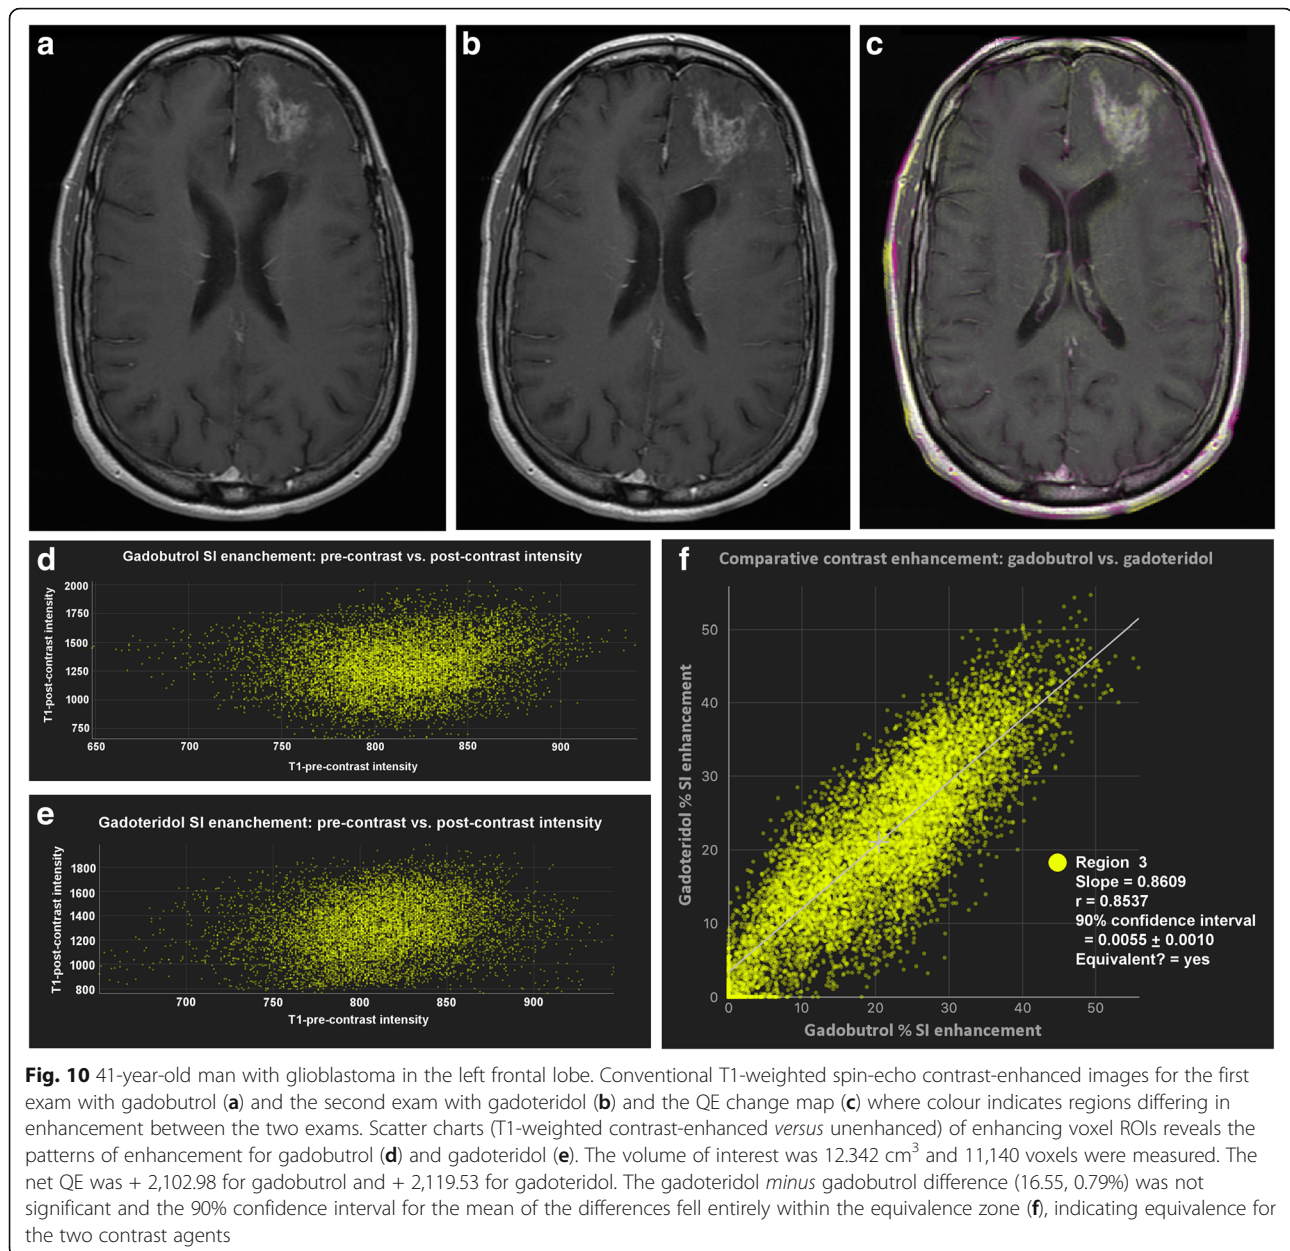 a
b
c
d
Gadobutrol SI enanchement: pre-contrast vs. post-contrast intensity
T1-post-contrast intensity
2000
1750
1500
1250
1000
750
650 700 750 800 850 900
T1-pre-contrast intensity
e
Gadoteridol SI enanchement: pre-contrast vs. post-contrast intensity
T1-post-contrast intensity
1800
1600
1400
1200
1000
800
700 750 800 850 900
T1-pre-contrast intensity
f
Comparative contrast enhancement: gadobutrol vs. gadoteridol
Gadoteridol % SI enhancement
50
40
30
20
10
0
0 10 20 30 40 50
Gadobutrol % SI enhancement
Region 3
Slope = 0.8609
r = 0.8537
90% confidence interval
= 0.0055 ± 0.0010
Equivalent? = yes
Fig. 10 41-year-old man with glioblastoma in the left frontal lobe. Conventional T1-weighted spin-echo contrast-enhanced images for the first
exam with gadobutrol (a) and the second exam with gadoteridol (b) and the QE change map (c) where colour indicates regions differing in
enhancement between the two exams. Scatter charts (T1-weighted contrast-enhanced versus unenhanced) of enhancing voxel ROIs reveals the
patterns of enhancement for gadobutrol (d) and gadoteridol (e). The volume of interest was 12.342 cm³ and 11,140 voxels were measured. The
net QE was + 2,102.98 for gadobutrol and + 2,119.53 for gadoteridol. The gadoteridol minus gadobutrol difference (16.55, 0.79%) was not
significant and the 90% confidence interval for the mean of the differences fell entirely within the equivalence zone (f), indicating equivalence for
the two contrast agents